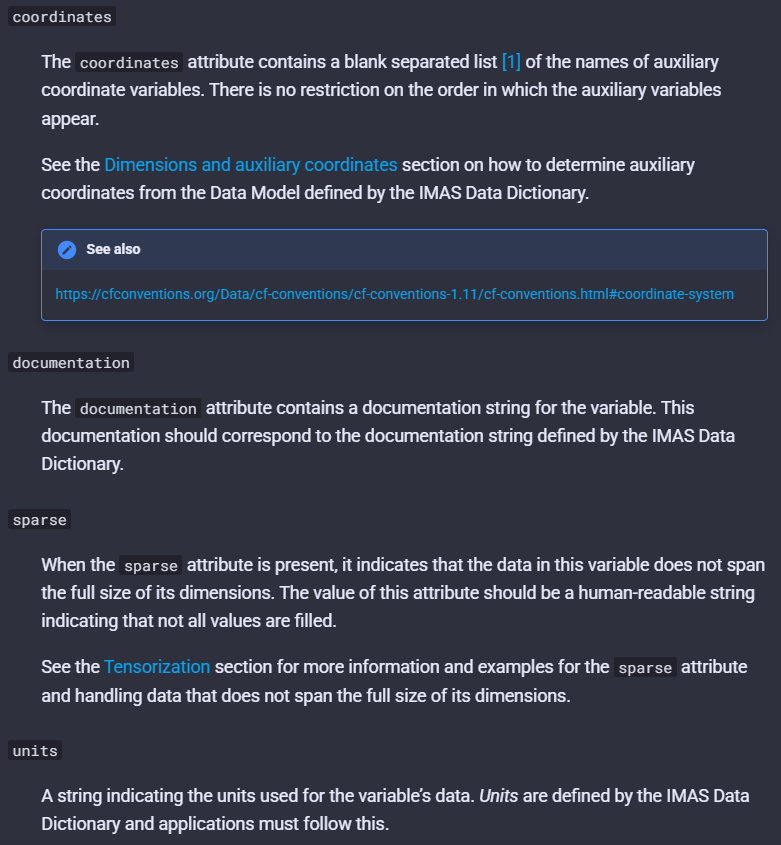 coordinates
The coordinates attribute contains a blank separated list [1] of the names of auxiliary
coordinate variables. There is no restriction on the order in which the auxiliary variables
appear.
See the Dimensions and auxiliary coordinates section on how to determine auxiliary
coordinates from the Data Model defined by the IMAS Data Dictionary.
See also
https://cfconventions.org/Data/cf-conventions/cf-conventions-1.11/cf-conventions.html#coordinate-system
documentation
The documentation attribute contains a documentation string for the variable. This
documentation should correspond to the documentation string defined by the IMAS Data
Dictionary.
sparse
When the sparse attribute is present, it indicates that the data in this variable does not span
the full size of its dimensions. The value of this attribute should be a human-readable string
indicating that not all values are filled.
See the Tensorization section for more information and examples for the sparse attribute
and handling data that does not span the full size of its dimensions.
units
A string indicating the units used for the variable's data. Units are defined by the IMAS Data
Dictionary and applications must follow this.